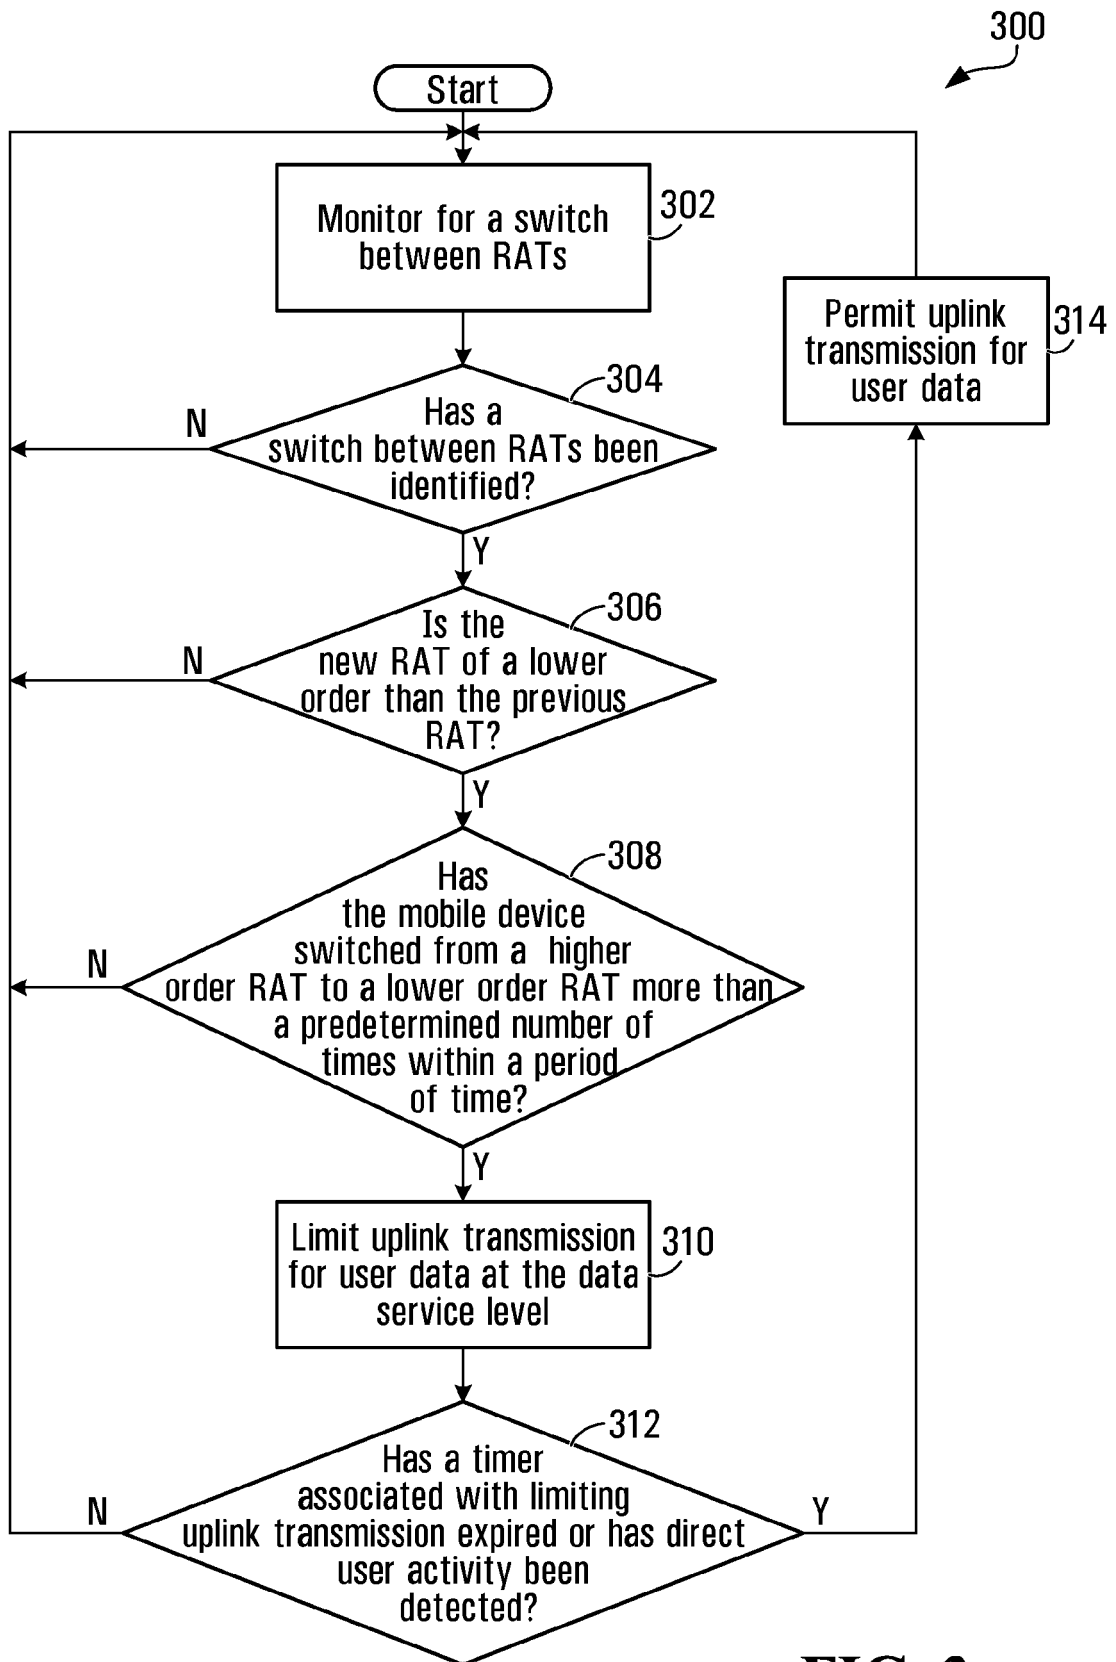 300
Start
Monitor for a switch
between RATs
302
Permit uplink
transmission for
user data
314
304
Has a
switch between RATs been
identified?
N
Y
306
Is the
new RAT of a lower
order than the previous
RAT?
N
Y
308
Has
the mobile device
switched from a higher
order RAT to a lower order RAT more than
a predetermined number of
times within a period
of time?
N
Y
Limit uplink transmission
for user data at the data
service level
310
312
Has a timer
associated with limiting
uplink transmission expired or has direct
user activity been
detected?
N
Y